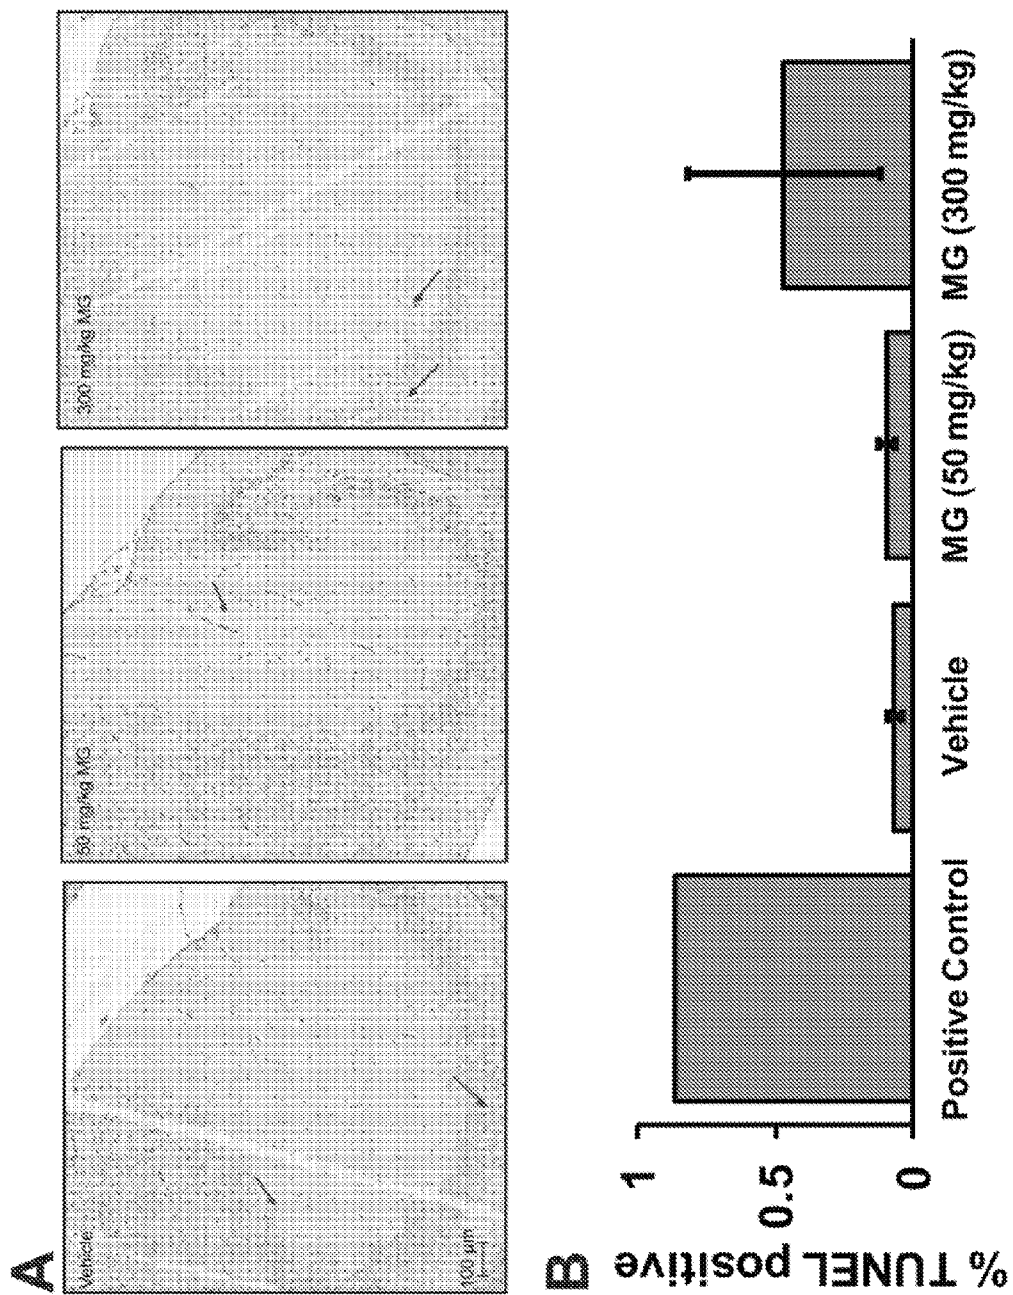 A
Vehicle
50 mg/kg MG
300 mg/kg MG
100 µm
B
% TUNEL positive
1
0.5
0
Positive Control
Vehicle
MG (50 mg/kg)
MG (300 mg/kg)